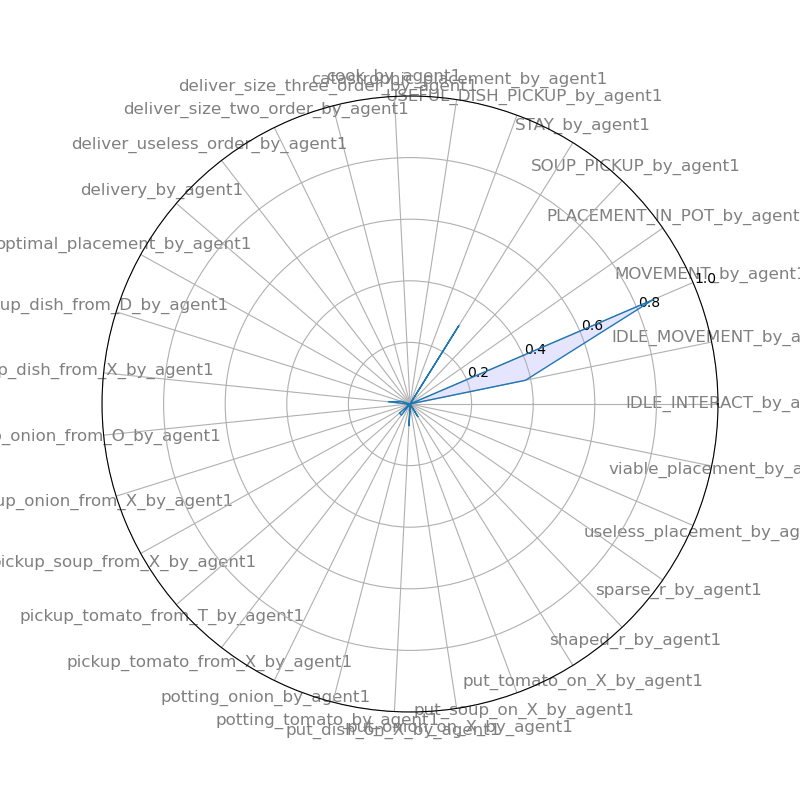 cook_by_agent1
catastrophic_placement_by_agent1
deliver_size_three_order_by_agent1
USEFUL_DISH_PICKUP_by_agent1
deliver_size_two_order_by_agent1
STAY_by_agent1
deliver_useless_order_by_agent1
SOUP_PICKUP_by_agent1
delivery_by_agent1
PLACEMENT_IN_POT_by_agent
optimal_placement_by_agent1
MOVEMENT_by_agent1
1.0
0.8
up_dish_from_D_by_agent1
0.6
IDLE_MOVEMENT_by_a
0.4
0.2
p_dish_from_X_by_agent1
IDLE_INTERACT_by_a
o_onion_from_O_by_agent1
viable_placement_by_a
up_onion_from_X_by_agent1
useless_placement_by_ag
pickup_soup_from_X_by_agent1
sparse_r_by_agent1
pickup_tomato_from_T_by_agent1
shaped_r_by_agent1
pickup_tomato_from_X_by_agent1
put_tomato_on_X_by_agent1
potting_onion_by_agent1
put_soup_on_X_by_agent1
potting_tomato_by_agent1
put_onion_on_X_by_agent1
put_dish_on_X_by_agent1